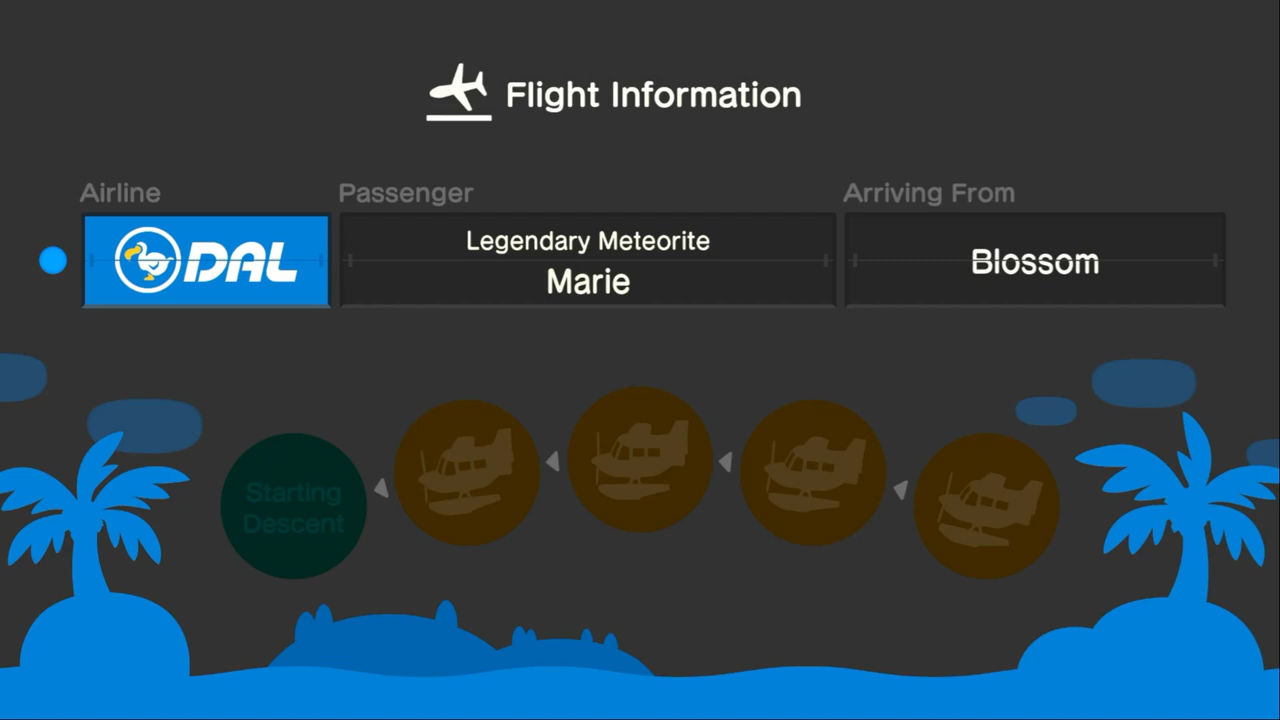 Flight Information
Airline
Passenger
Arriving From
DAL
Legendary Meteorite
Marie
Blossom
Starting
Descent